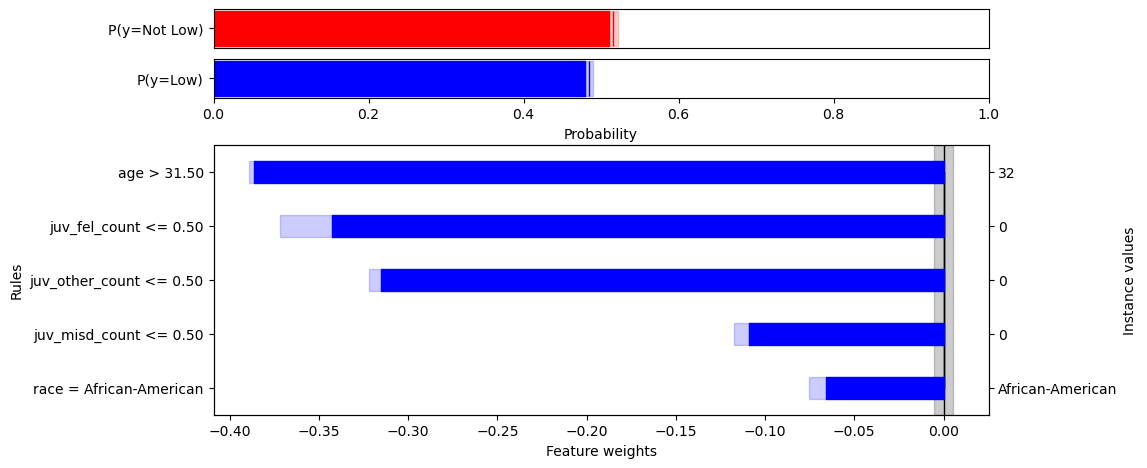 P(y=Not Low)
P(y=Low)
0.0 0.2 0.4 0.6 0.8 1.0
Probability
age > 31.50 32
juv_fel_count <= 0.50 0
juv_other_count <= 0.50 0
juv_misd_count <= 0.50 0
race = African-American African-American
Rules
Instance values
−0.40 −0.35 −0.30 −0.25 −0.20 −0.15 −0.10 −0.05 0.00
Feature weights